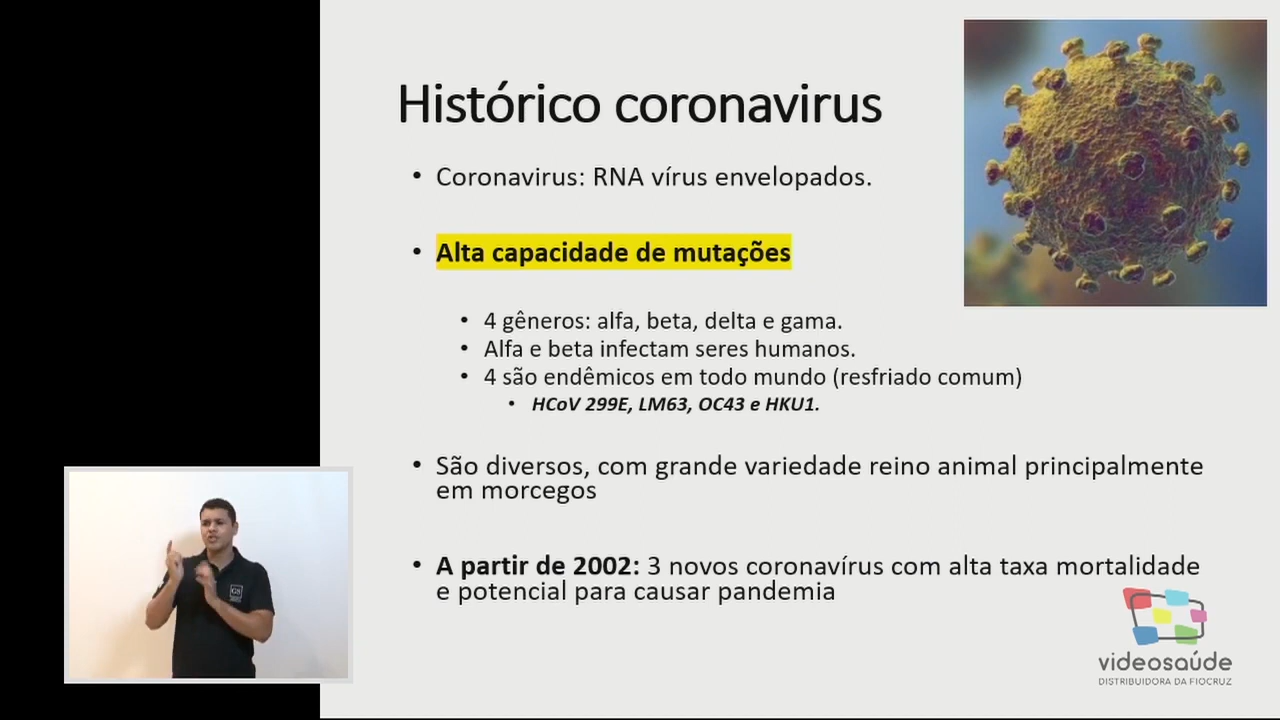 Histórico coronavirus
• Coronavirus: RNA vírus envelopados.
• Alta capacidade de mutações
• 4 gêneros: alfa, beta, delta e gama.
• Alfa e beta infectam seres humanos.
• 4 são endêmicos em todo mundo (resfriado comum)
• HCoV 299E, LM63, OC43 e HKU1.
• São diversos, com grande variedade reino animal principalmente
em morcegos
• A partir de 2002: 3 novos coronavírus com alta taxa mortalidade
e potencial para causar pandemia
videosaúde
DISTRIBUIDORA DA FIOCRUZ
GS